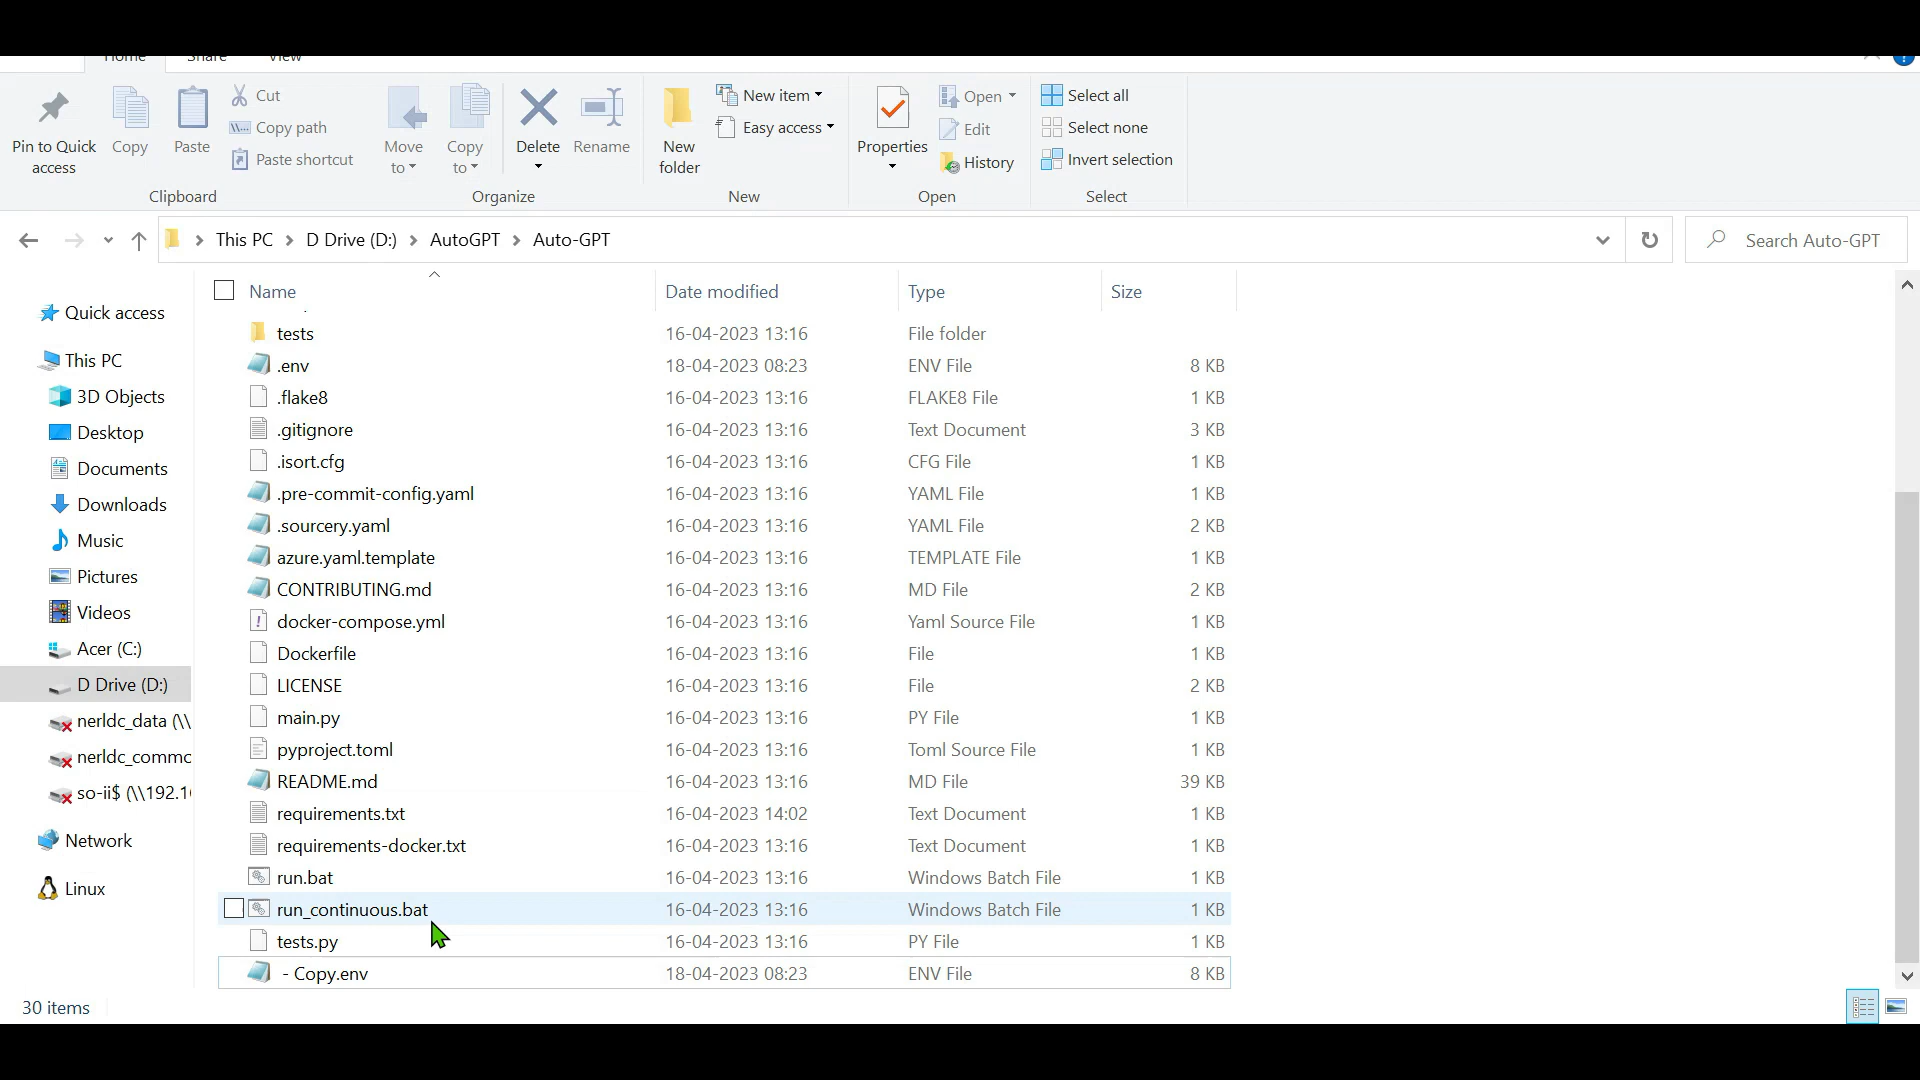 Home Share View
Pin to Quick access
Copy
Paste
Cut
Copy path
Paste shortcut
Clipboard
Move to
Copy to
Delete
Rename
Organize
New folder
New item
Easy access
New
Properties
Open
Edit
History
Open
Select all
Select none
Invert selection
Select
This PC D Drive (D:) AutoGPT Auto-GPT
Search Auto-GPT
Quick access
This PC
3D Objects
Desktop
Documents
Downloads
Music
Pictures
Videos
Acer (C:)
D Drive (D:)
nerldc_data (\\
nerldc_commo
so-ii$ (\\192.16
Network
Linux
Name Date modified Type Size
tests 16-04-2023 13:16 File folder
.env 18-04-2023 08:23 ENV File 8 KB
.flake8 16-04-2023 13:16 FLAKE8 File 1 KB
.gitignore 16-04-2023 13:16 Text Document 3 KB
.isort.cfg 16-04-2023 13:16 CFG File 1 KB
.pre-commit-config.yaml 16-04-2023 13:16 YAML File 1 KB
.sourcery.yaml 16-04-2023 13:16 YAML File 2 KB
azure.yaml.template 16-04-2023 13:16 TEMPLATE File 1 KB
CONTRIBUTING.md 16-04-2023 13:16 MD File 2 KB
docker-compose.yml 16-04-2023 13:16 Yaml Source File 1 KB
Dockerfile 16-04-2023 13:16 File 1 KB
LICENSE 16-04-2023 13:16 File 2 KB
main.py 16-04-2023 13:16 PY File 1 KB
pyproject.toml 16-04-2023 13:16 Toml Source File 1 KB
README.md 16-04-2023 13:16 MD File 39 KB
requirements.txt 16-04-2023 14:02 Text Document 1 KB
requirements-docker.txt 16-04-2023 13:16 Text Document 1 KB
run.bat 16-04-2023 13:16 Windows Batch File 1 KB
run_continuous.bat 16-04-2023 13:16 Windows Batch File 1 KB
tests.py 16-04-2023 13:16 PY File 1 KB
- Copy.env 18-04-2023 08:23 ENV File 8 KB
30 items